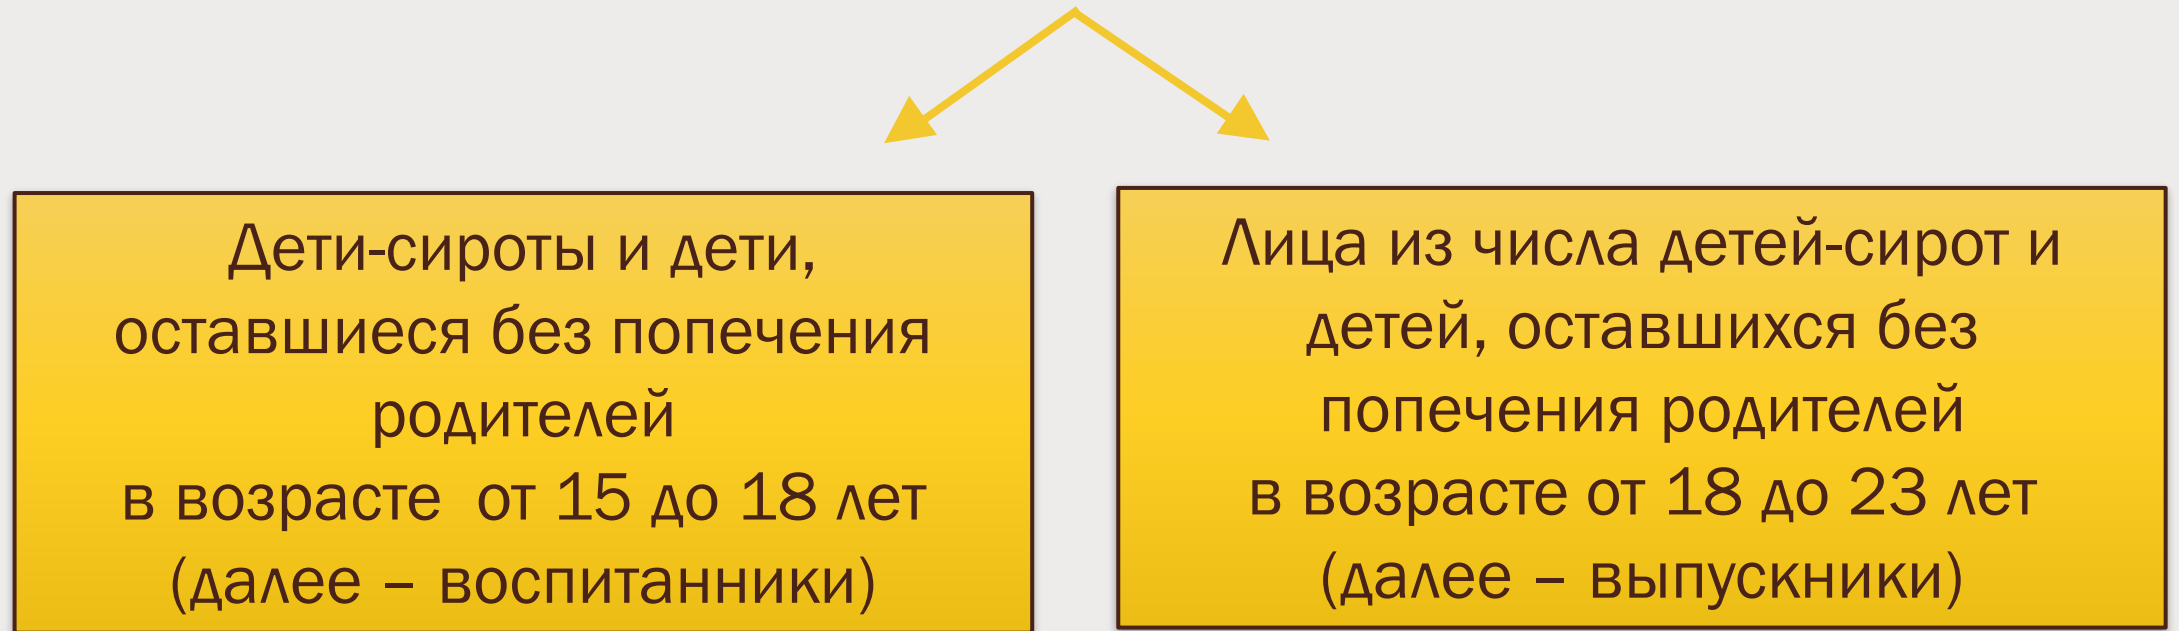 Дети-сироты и дети,
оставшиеся без попечения
родителей
в возрасте от 15 до 18 лет
(далее – воспитанники)
Лица из числа детей-сирот и
детей, оставшихся без
попечения родителей
в возрасте от 18 до 23 лет
(далее – выпускники)